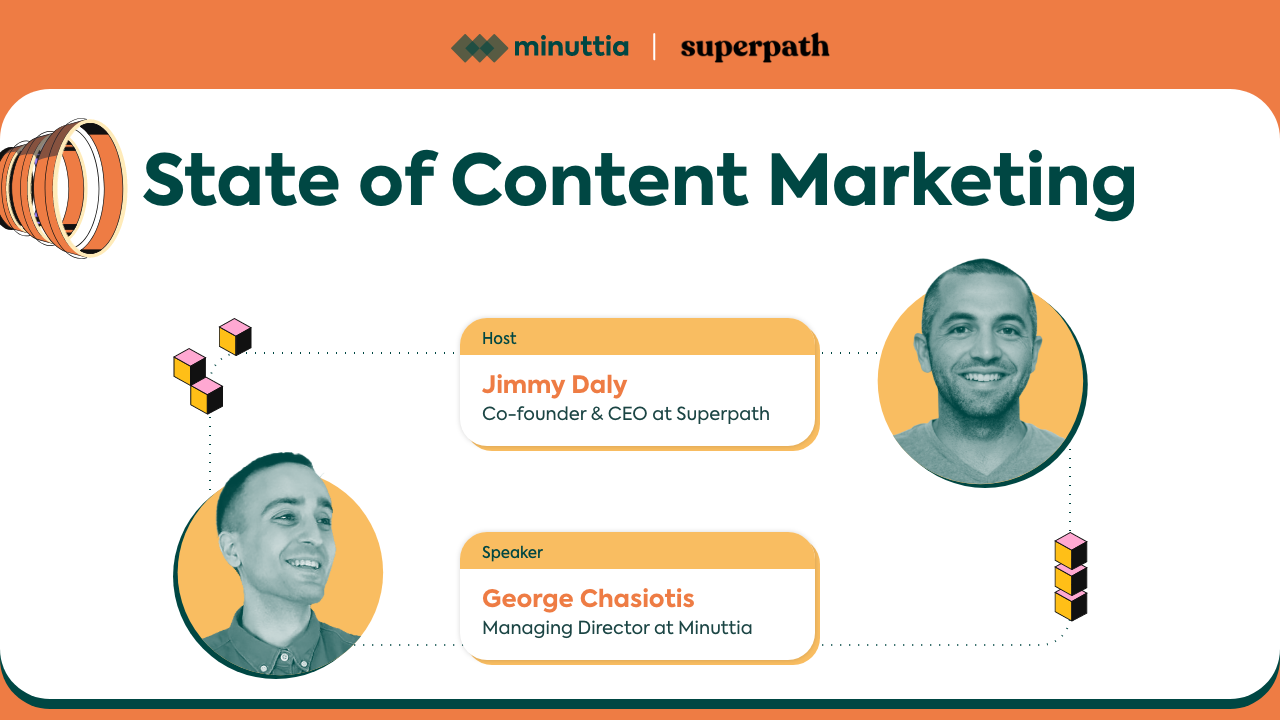 minuttia | superpath
State of Content Marketing
Host
Jimmy Daly
Co-founder & CEO at Superpath
Speaker
George Chasiotis
Managing Director at Minuttia